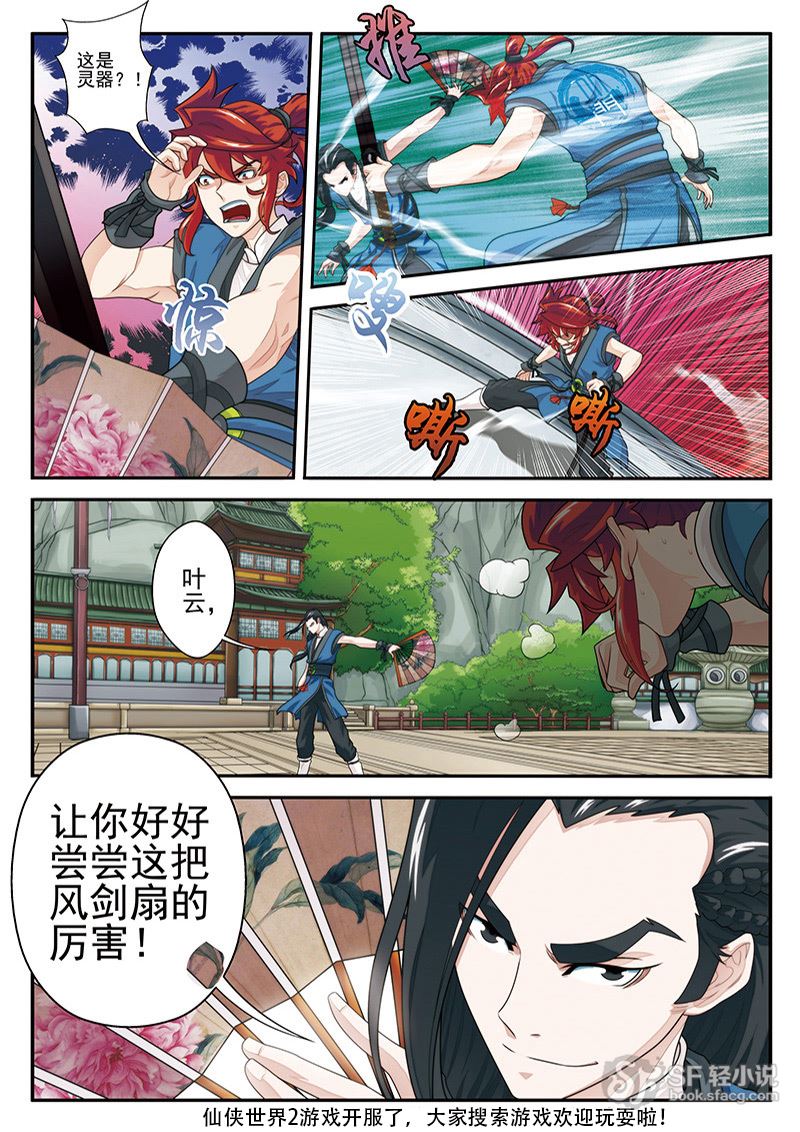 这是
灵器？！
推
惊
嗖
嘶
嘶
叶
云，
让你好好
尝尝这把
风剑扇的
厉害！
SF轻小说
book.sfacg.com
仙侠世界2游戏开服了，大家搜索游戏欢迎玩耍啦！